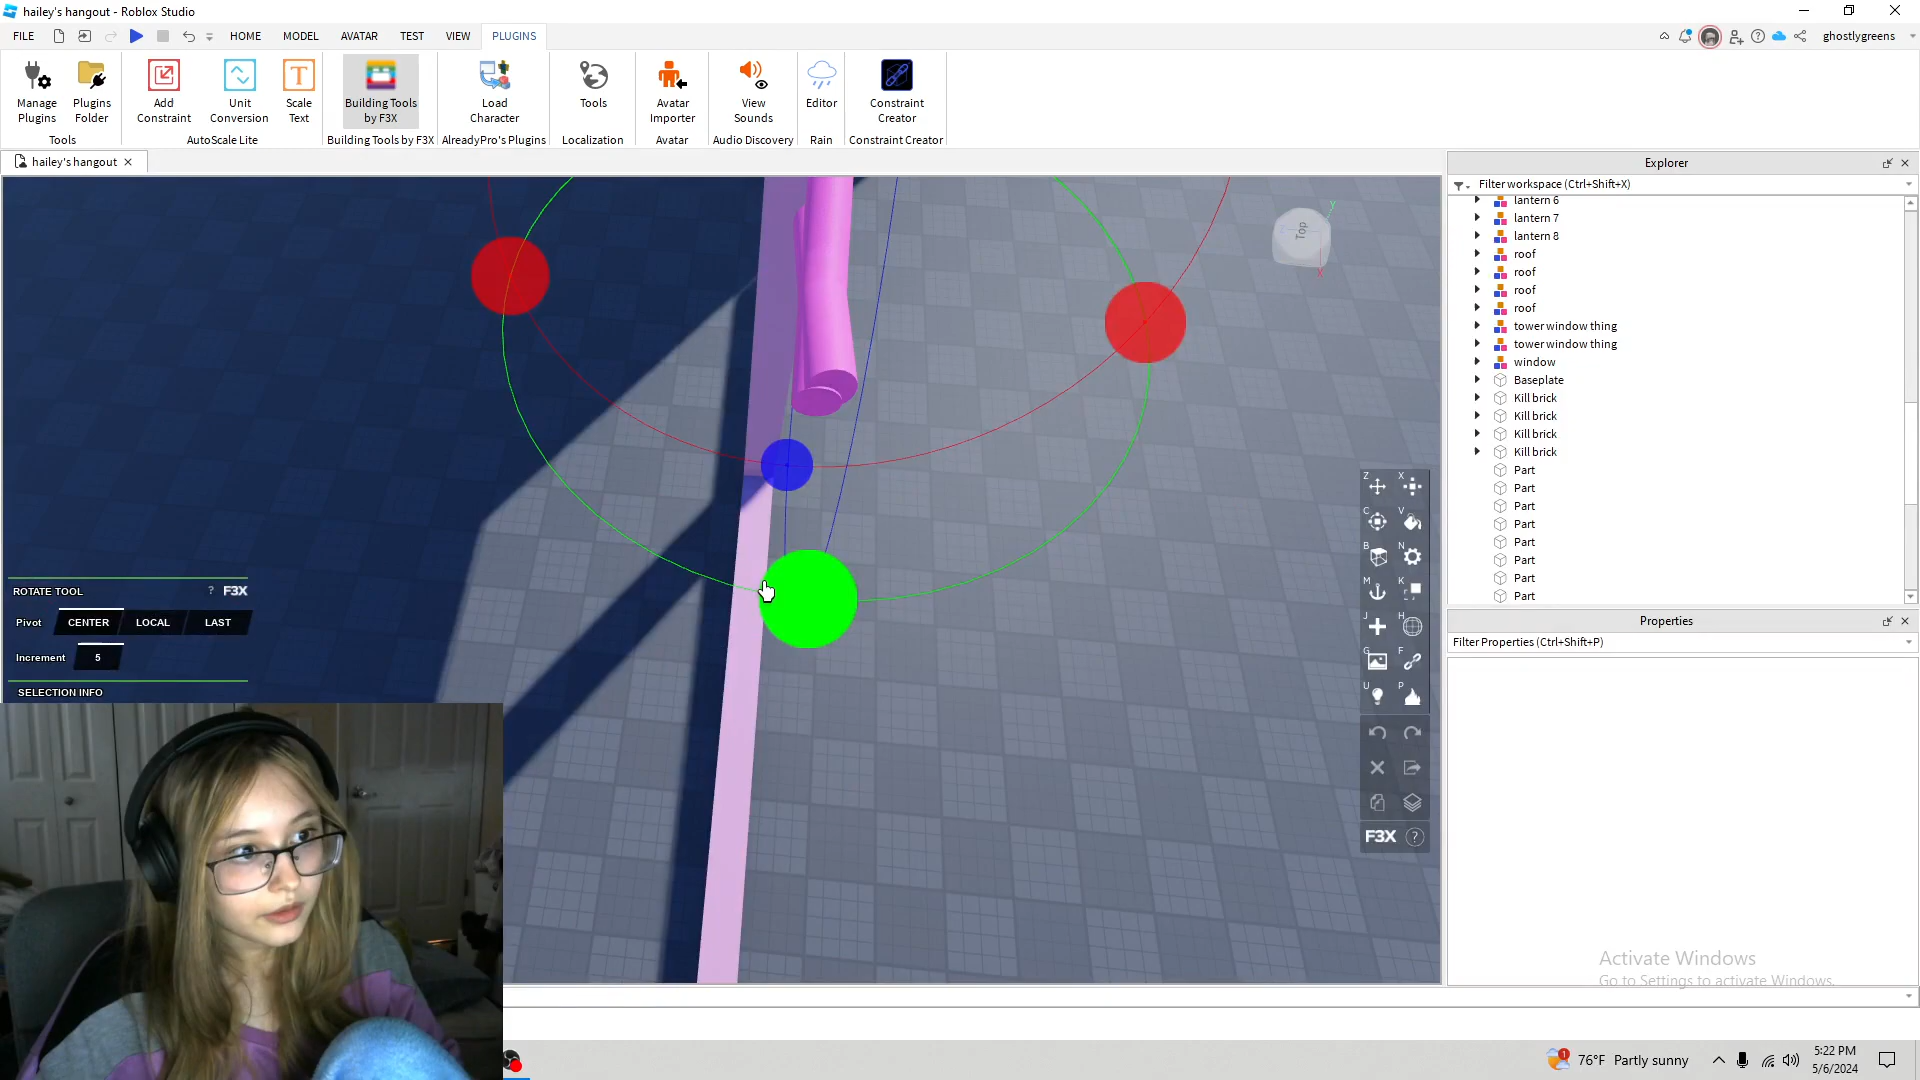 hailey's hangout - Roblox Studio
FILE HOME MODEL AVATAR TEST VIEW PLUGINS ghostlygreens
Manage Plugins
Plugins Folder
Tools
Add Constraint
Unit Conversion
T
Scale Text
AutoScale Lite
Building Tools by F3X
Building Tools by F3X
Load Character
AlreadyPro's Plugins
Tools
Localization
Avatar Importer
Avatar
View Sounds
Audio Discovery
Editor
Rain
Constraint Creator
Constraint Creator
hailey's hangout
Explorer
Filter workspace (Ctrl+Shift+X)
lantern 6
lantern 7
lantern 8
roof
roof
roof
roof
tower window thing
tower window thing
window
Baseplate
Kill brick
Kill brick
Kill brick
Kill brick
Part
Part
Part
Part
Part
Part
Part
Part
Properties
Filter Properties (Ctrl+Shift+P)
Top
Y
X
Z X
C V
B N
M K
J H
G F
U P
F3X ?
ROTATE TOOL ? F3X
Pivot CENTER LOCAL LAST
Increment 5
SELECTION INFO
Activate Windows
Go to Settings to activate Windows.
1 76°F Partly sunny
5:22 PM
5/6/2024